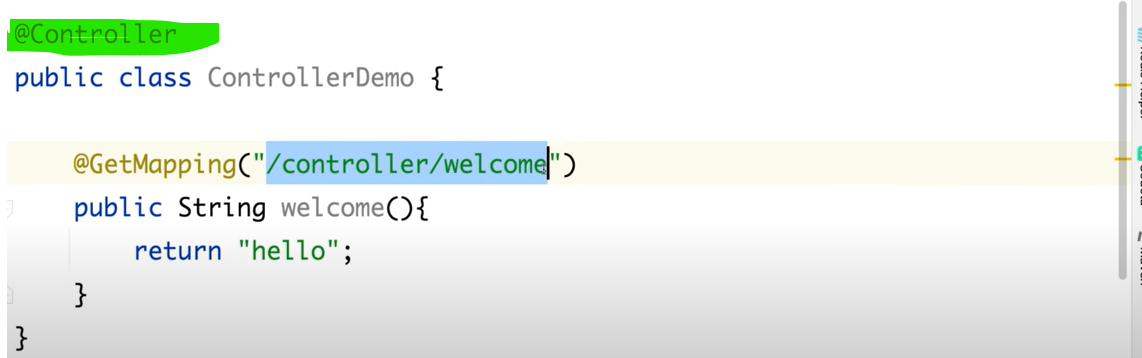 @Controller
public class ControllerDemo {
@GetMapping("/controller/welcome")
public String welcome(){
return "hello";
}
}